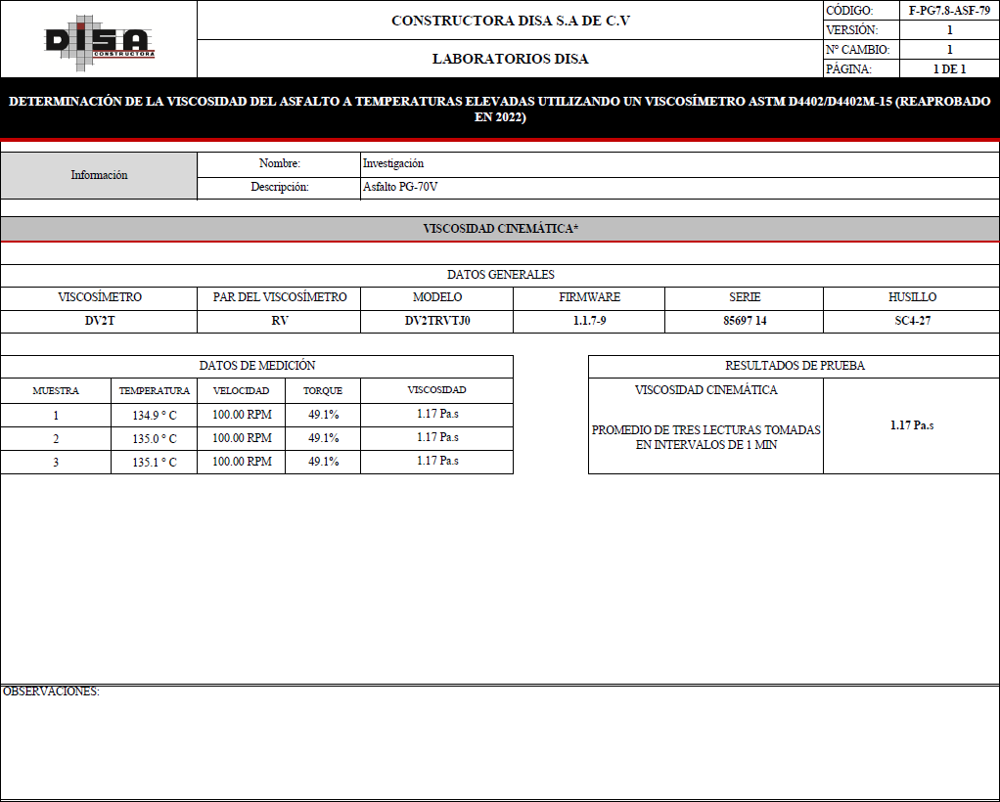 DISA
CONSTRUCTORA
CONSTRUCTORA DISA S.A DE C.V
LABORATORIOS DISA
CÓDIGO: F-PG7.8-ASF-79
VERSIÓN: 1
Nº CAMBIO: 1
PÁGINA: 1 DE 1
DETERMINACIÓN DE LA VISCOSIDAD DEL ASFALTO A TEMPERATURAS ELEVADAS UTILIZANDO UN VISCOSÍMETRO ASTM D4402/D4402M-15 (REAPROBADO
EN 2022)
Información
Nombre: Investigación
Descripción: Asfalto PG-70V
VISCOSIDAD CINEMÁTICA*
DATOS GENERALES
VISCOSÍMETRO PAR DEL VISCOSÍMETRO MODELO FIRMWARE SERIE HUSILLO
DV2T RV DV2TRVTJ0 1.1.7-9 85697 14 SC4-27
DATOS DE MEDICIÓN
MUESTRA TEMPERATURA VELOCIDAD TORQUE VISCOSIDAD
1 134.9 ° C 100.00 RPM 49.1% 1.17 Pa.s
2 135.0 ° C 100.00 RPM 49.1% 1.17 Pa.s
3 135.1 ° C 100.00 RPM 49.1% 1.17 Pa.s
RESULTADOS DE PRUEBA
VISCOSIDAD CINEMÁTICA
PROMEDIO DE TRES LECTURAS TOMADAS
EN INTERVALOS DE 1 MIN
1.17 Pa.s
OBSERVACIONES: